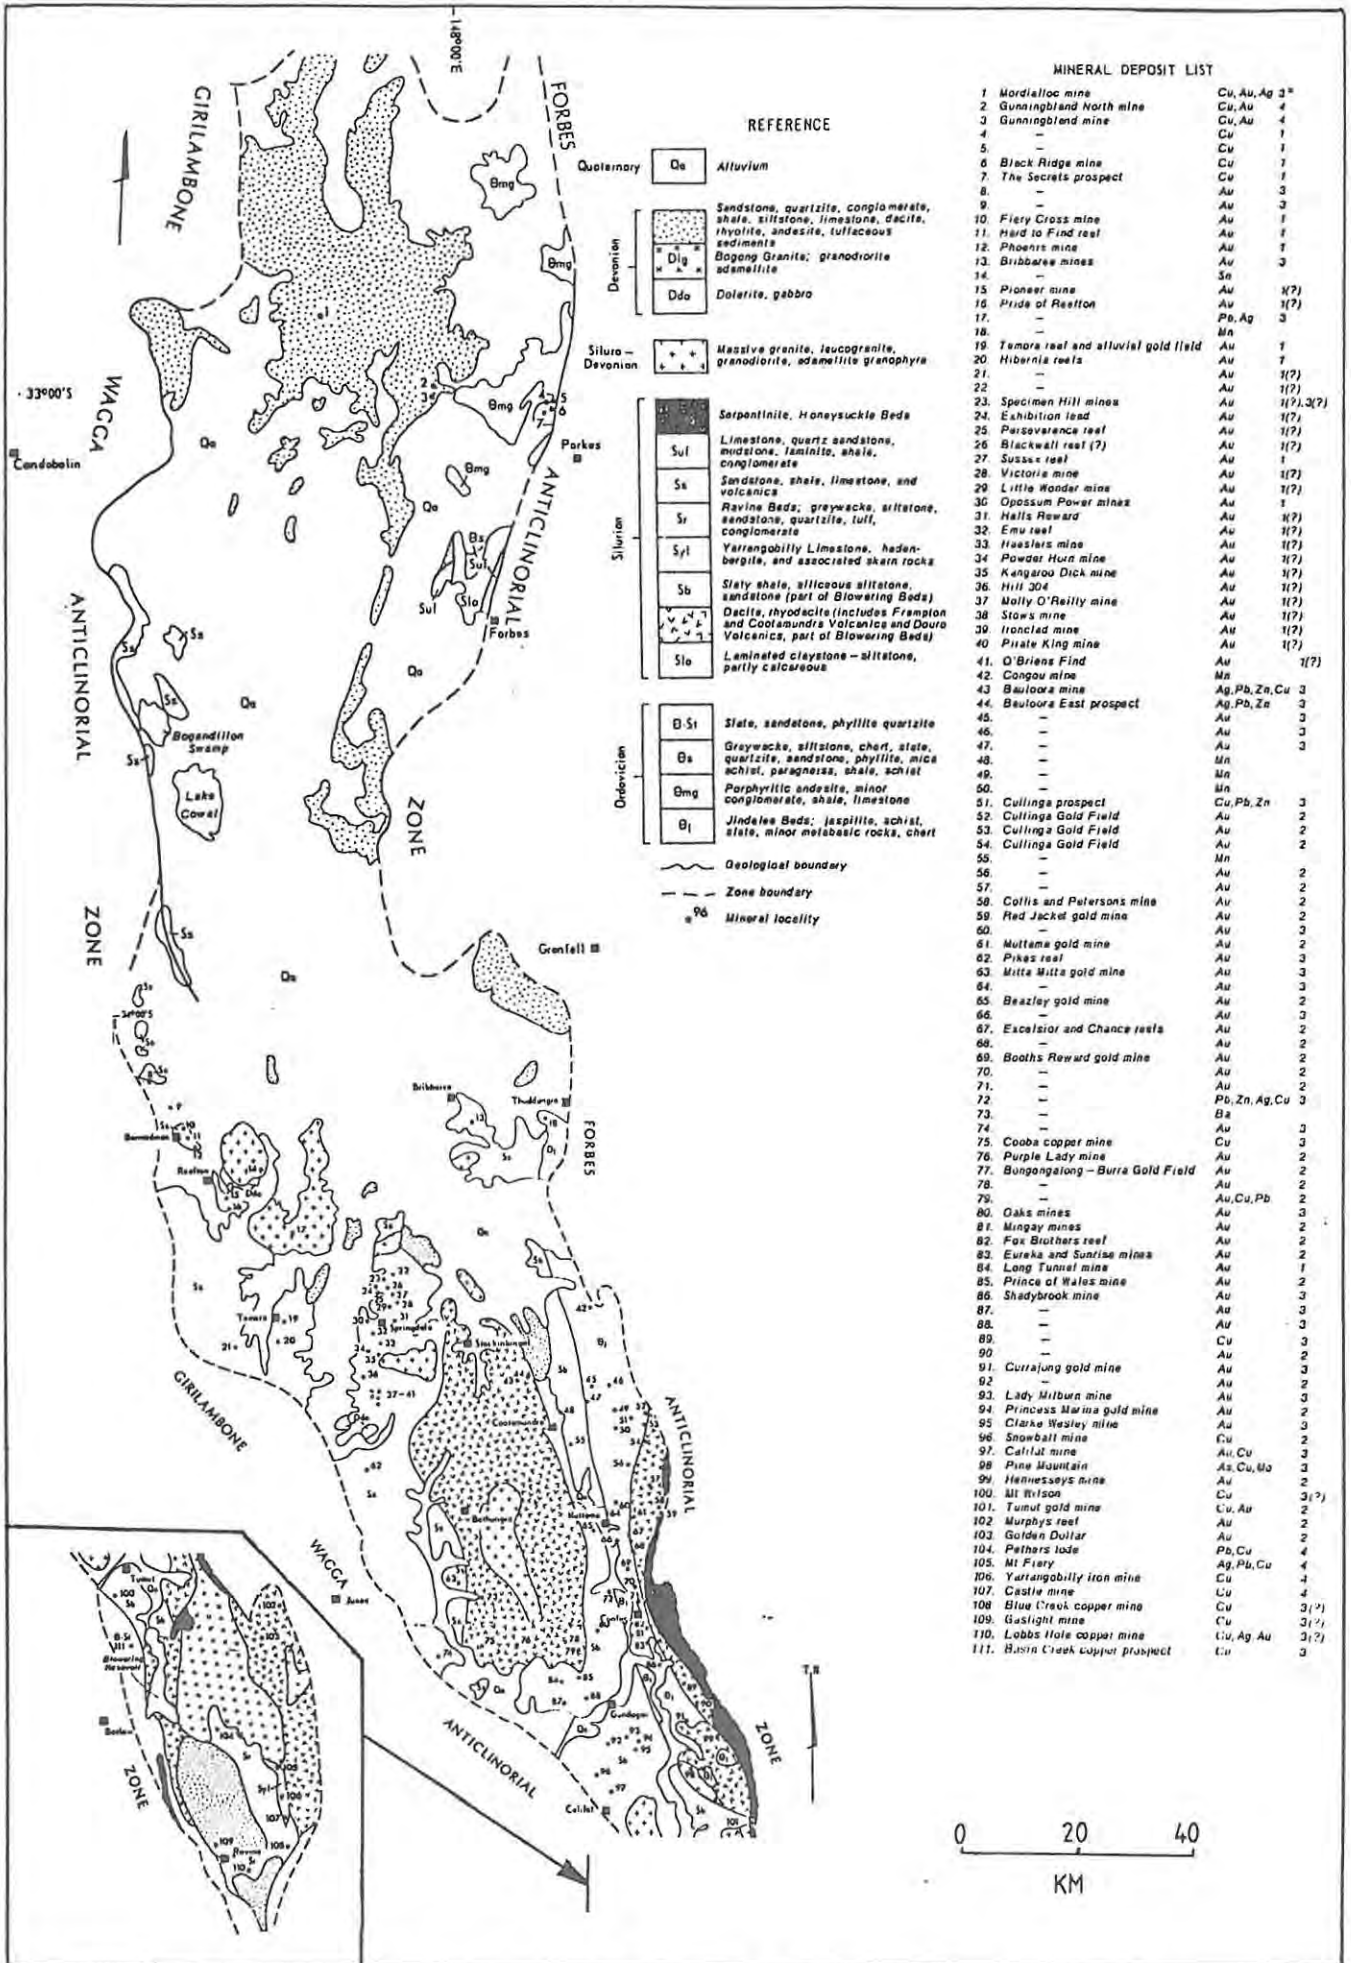 148°00'E
GIRILAMBONE
FORBES
33°00'S
WAGGA
Condobolin
Parkes
ANTICLINORIAL
Forbes
ANTICLINORIAL
Bogandillon
Swamp
Lake
Cowal
ZONE
ZONE
Grenfell
34°00'S
Bribbaree
Thuddungra
FORBES
Barmedman
Reefton
Temora
Springdale
Stockinbingal
GIRILAMBONE
Cootamundra
ANTICLINORIAL
Bethungra
Muttama
WAGGA
Junee
Coolac
Gundagai
ANTICLINORIAL
ZONE
T.N
Tumut
Blowering
Reservoir
Batlow
ZONE
Ravine
0 20 40
KM
REFERENCE
Quaternary
Qa Alluvium
Devonian
Sandstone, quartzite, conglomerate,
shale, siltstone, limestone, dacite,
rhyolite, andesite, tuffaceous
sediments
Dlg Bogong Granite; granodiorite
adamellite
Dda Dolerite, gabbro
Siluro-
Devonian
Massive granite, leucogranite,
granodiorite, adamellite granophyre
Silurian
Serpentinite, Honeysuckle Beds
Sul Limestone, quartz sandstone,
mudstone, laminite, shale,
conglomerate
Ss Sandstone, shale, limestone, and
volcanics
Sr Ravine Beds; greywacke, siltstone,
sandstone, quartzite, tuff,
conglomerate
Syl Yarrangobilly Limestone, heden-
bergite, and associated skarn rocks
Sb Slaty shale, siliceous siltstone,
sandstone (part of Blowering Beds)
Dacite, rhyodacite (includes Frampton
and Cootamundra Volcanics and Douro
Volcanics, part of Blowering Beds)
Sla Laminated claystone – siltstone,
partly calcareous
Ordovician
Θ-St Slate, sandstone, phyllite quartzite
Θs Greywacke, siltstone, chert, slate,
quartzite, sandstone, phyllite, mica
schist, paragneiss, shale, schist
Θmg Porphyritic andesite, minor
conglomerate, shale, limestone
Θj Jindalee Beds; jaspilite, schist,
slate, minor metabasic rocks, chert
Geological boundary
Zone boundary
96 Mineral locality
MINERAL DEPOSIT LIST
1 Mordialloc mine Cu, Au, Ag 3*
2. Gunningbland North mine Cu, Au 4
3 Gunningbland mine Cu, Au 4
4 – Cu 1
5. – Cu 1
6 Black Ridge mine Cu 1
7. The Secrets prospect Cu 1
8. – Au 3
9. – Au 3
10. Fiery Cross mine Au 1
11. Hard to Find reef Au 1
12. Phoenix mine Au 1
13. Bribbaree mines Au 3
14. – Sn
15 Pioneer mine Au 1(?)
16. Pride of Reefton Au 1(?)
17. – Pb, Ag 3
18. – Mn
19. Temora reef and alluvial gold field Au 1
20. Hibernia reefs Au 1
21. – Au 1(?)
22 – Au 1(?)
23. Specimen Hill mines Au 1(?),3(?)
24. Exhibition lead Au 1(?)
25. Perseverance reef Au 1(?)
26 Blackwall reef (?) Au 1(?)
27. Sussex reef Au 1
28. Victoria mine Au 1(?)
29 Little Wonder mine Au 1(?)
30 Opossum Power mines Au 1
31. Halls Reward Au 1(?)
32. Emu reef Au 1(?)
33. Haeslers mine Au 1(?)
34 Powder Horn mine Au 1(?)
35 Kangaroo Dick mine Au 1(?)
36. Hill 304 Au 1(?)
37 Molly O'Reilly mine Au 1(?)
38 Stows mine Au 1(?)
39. Ironclad mine Au 1(?)
40 Pirate King mine Au 1(?)
41. O'Briens Find Au 1(?)
42. Congou mine Mn
43 Bauloora mine Ag,Pb,Zn,Cu 3
44. Bauloora East prospect Ag,Pb,Zn 3
45. – Au 3
46. – Au 3
47. – Au 3
48. – Mn
49. – Mn
50. – Mn
51. Cullinga prospect Cu,Pb,Zn 3
52. Cullinga Gold Field Au 2
53. Cullinga Gold Field Au 2
54. Cullinga Gold Field Au 2
55. – Mn
56. – Au 2
57. – Au 2
58. Collis and Petersons mine Au 2
59. Red Jacket gold mine Au 2
60. – Au 3
61. Muttama gold mine Au 2
62. Pikes reef Au 3
63. Mitta Mitta gold mine Au 3
64. – Au 3
65. Beazley gold mine Au 2
66. – Au 3
67. Excelsior and Chance reefs Au 2
68. – Au 2
69. Booths Reward gold mine Au 2
70. – Au 2
71. – Au 2
72 – Pb, Zn, Ag, Cu 3
73. – Ba
74. – Au 3
75. Cooba copper mine Cu 3
76. Purple Lady mine Au 2
77. Bongongalong – Burra Gold Field Au 2
78. – Au 2
79. – Au,Cu,Pb 2
80. Oaks mines Au 3
81. Mingay mines Au 2
82. Fox Brothers reef Au 2
83. Eureka and Sunrise mines Au 2
84. Long Tunnel mine Au 1
85. Prince of Wales mine Au 2
86. Shadybrook mine Au 3
87. – Au 3
88. – Au 3
89. – Cu 3
90 – Au 2
91. Currajung gold mine Au 3
92 – Au 2
93. Lady Milburn mine Au 3
94. Princess Marina gold mine Au 2
95 Clarke Wesley mine Au 3
96. Snowball mine Cu 2
97. Califat mine Au, Cu 3
98 Pine Mountain As, Cu, Mo 3
99 Hennesseys mine Au 2
100. Mt Wilson Cu 3(?)
101. Tumut gold mine Cu, Au 2
102 Murphys reef Au 2
103. Golden Dollar Au 2
104. Pethers lode Pb, Cu 4
105. Mt Fiery Ag, Pb, Cu 4
106. Yarrangobilly iron mine Cu 4
107. Castle mine Cu 4
108 Blue Creek copper mine Cu 3(?)
109. Gaslight mine Cu 3(?)
110. Lobbs Hole copper mine Cu, Ag, Au 3(?)
111. Basin Creek copper prospect Cu 3